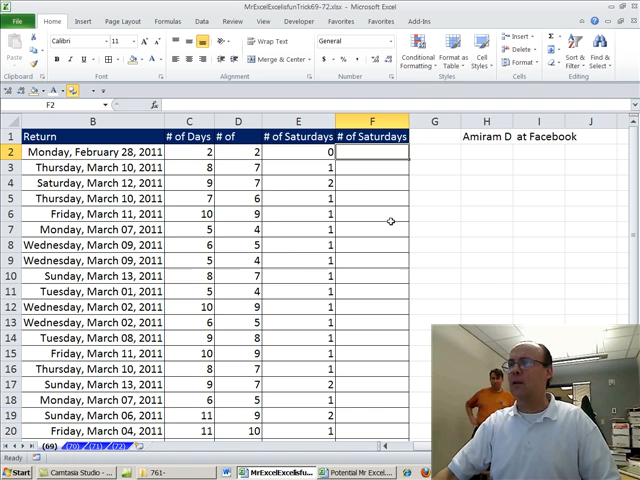 MrExcelExcelisfunTrick69-72.xlsx - Microsoft Excel
File Home Insert Page Layout Formulas Data Review View Developer Favorites Add-Ins
Paste Calibri 11 Wrap Text General Conditional Formatting Format as Table Cell Styles Insert Delete Format Sort & Filter Find & Select
Merge & Center
Clipboard Font Alignment Number Styles Cells Editing
F2 fx
B C D E F G H I J
1 Return # of Days # of # of Saturdays # of Saturdays Amiram D at Facebook
2 Monday, February 28, 2011 2 2 0
3 Thursday, March 10, 2011 8 7 1
4 Saturday, March 12, 2011 9 7 2
5 Thursday, March 10, 2011 7 6 1
6 Friday, March 11, 2011 10 9 1
7 Monday, March 07, 2011 5 4 1
8 Wednesday, March 09, 2011 6 5 1
9 Wednesday, March 09, 2011 5 4 1
10 Sunday, March 13, 2011 8 7 1
11 Tuesday, March 01, 2011 5 4 1
12 Wednesday, March 02, 2011 10 9 1
13 Wednesday, March 02, 2011 6 5 1
14 Tuesday, March 08, 2011 9 8 1
15 Friday, March 11, 2011 10 9 1
16 Thursday, March 10, 2011 8 7 1
17 Sunday, March 13, 2011 9 7 2
18 Monday, March 07, 2011 6 5 1
19 Sunday, March 06, 2011 11 9 2
20 Friday, March 04, 2011 11 10 1
(69) (70) (71) (72)
Start Camtasia Studio - ... 761- MrExcelExcelisfu... Potential Mr Excel....